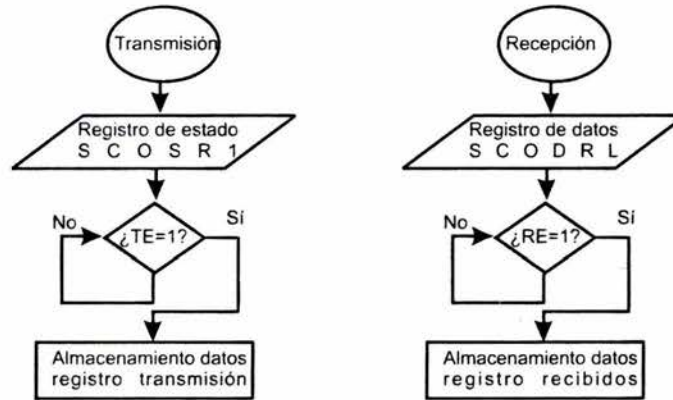 Transmisión
Registro de estado
S C O S R 1
No
¿TE=1?
Sí
Almacenamiento datos
registro transmisión
Recepción
Registro de datos
S C O D R L
No
¿RE=1?
Sí
Almacenamiento datos
registro recibidos